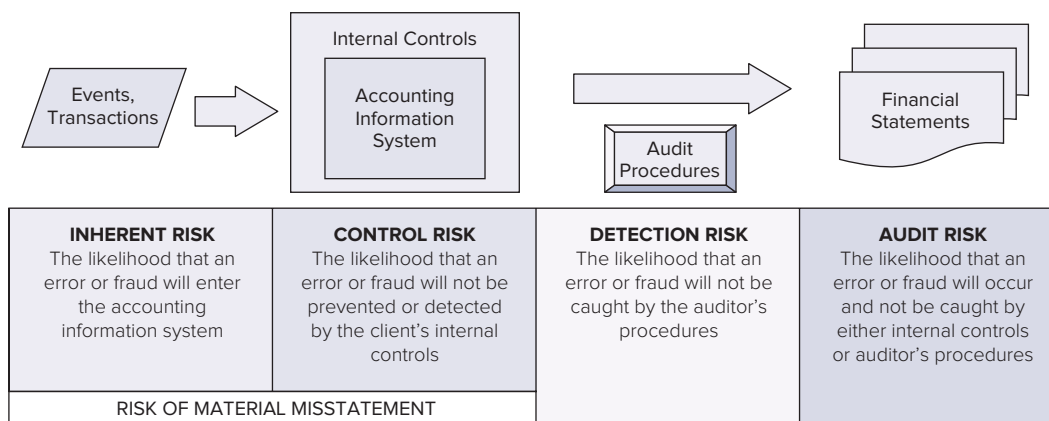 Internal Controls
Events,
Transactions
Accounting
Information
System
Audit
Procedures
Financial
Statements
INHERENT RISK
The likelihood that an
error or fraud will enter
the accounting
information system
CONTROL RISK
The likelihood that an
error or fraud will not be
prevented or detected
by the client's internal
controls
DETECTION RISK
The likelihood that an
error or fraud will not be
caught by the auditor's
procedures
AUDIT RISK
The likelihood that an
error or fraud will occur
and not be caught by
either internal controls
or auditor's procedures
RISK OF MATERIAL MISSTATEMENT